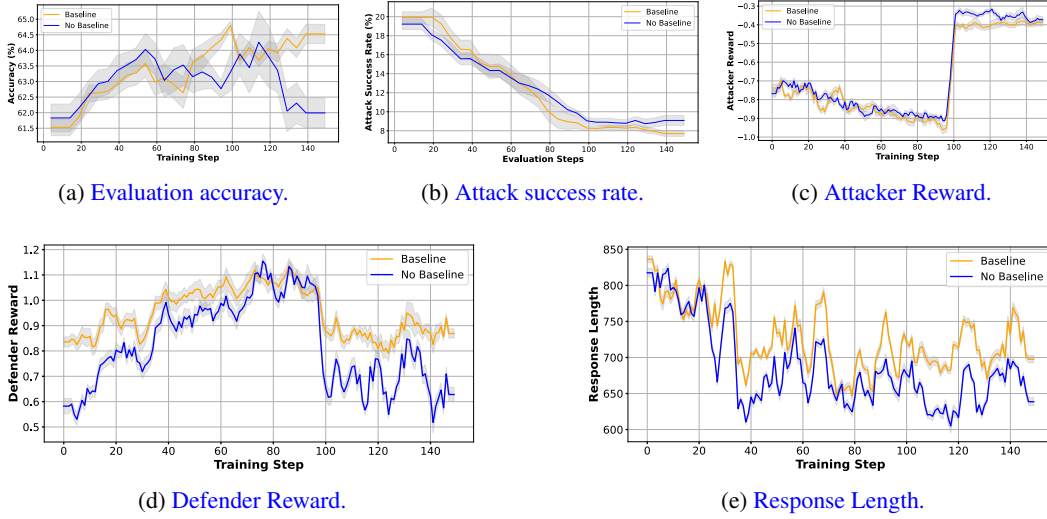 65.0
64.5
64.0
63.5
63.0
62.5
62.0
61.5
Accuracy (%)
0 20 40 60 80 100 120 140
Training Step
Baseline
No Baseline
(a) Evaluation accuracy.
20
18
16
14
12
10
8
Attack Success Rate (%)
0 20 40 60 80 100 120 140
Evaluation Steps
Baseline
No Baseline
(b) Attack success rate.
−0.3
−0.4
−0.5
−0.6
−0.7
−0.8
−0.9
−1.0
Attacker Reward
0 20 40 60 80 100 120 140
Training Step
Baseline
No Baseline
(c) Attacker Reward.
1.2
1.1
1.0
0.9
0.8
0.7
0.6
0.5
Defender Reward
0 20 40 60 80 100 120 140
Training Step
Baseline
No Baseline
(d) Defender Reward.
850
800
750
700
650
600
Response Length
0 20 40 60 80 100 120 140
Training Step
Baseline
No Baseline
(e) Response Length.